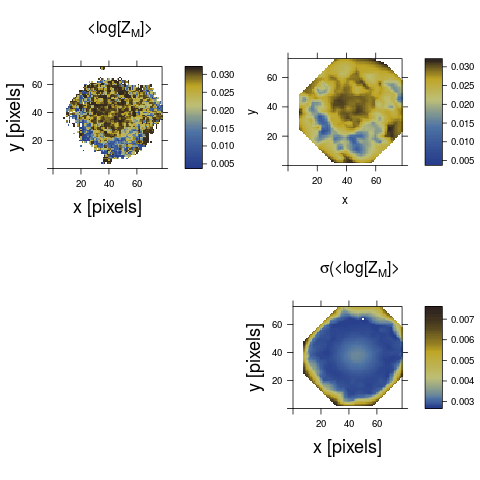 <log[Z_M]>
60
40
20
20 40 60
x [pixels]
y [pixels]
0.030
0.025
0.020
0.015
0.010
0.005
60
40
20
20 40 60
x
y
0.030
0.025
0.020
0.015
0.010
0.005
σ(<log[Z_M]>
60
40
20
20 40 60
x [pixels]
y [pixels]
0.007
0.006
0.005
0.004
0.003